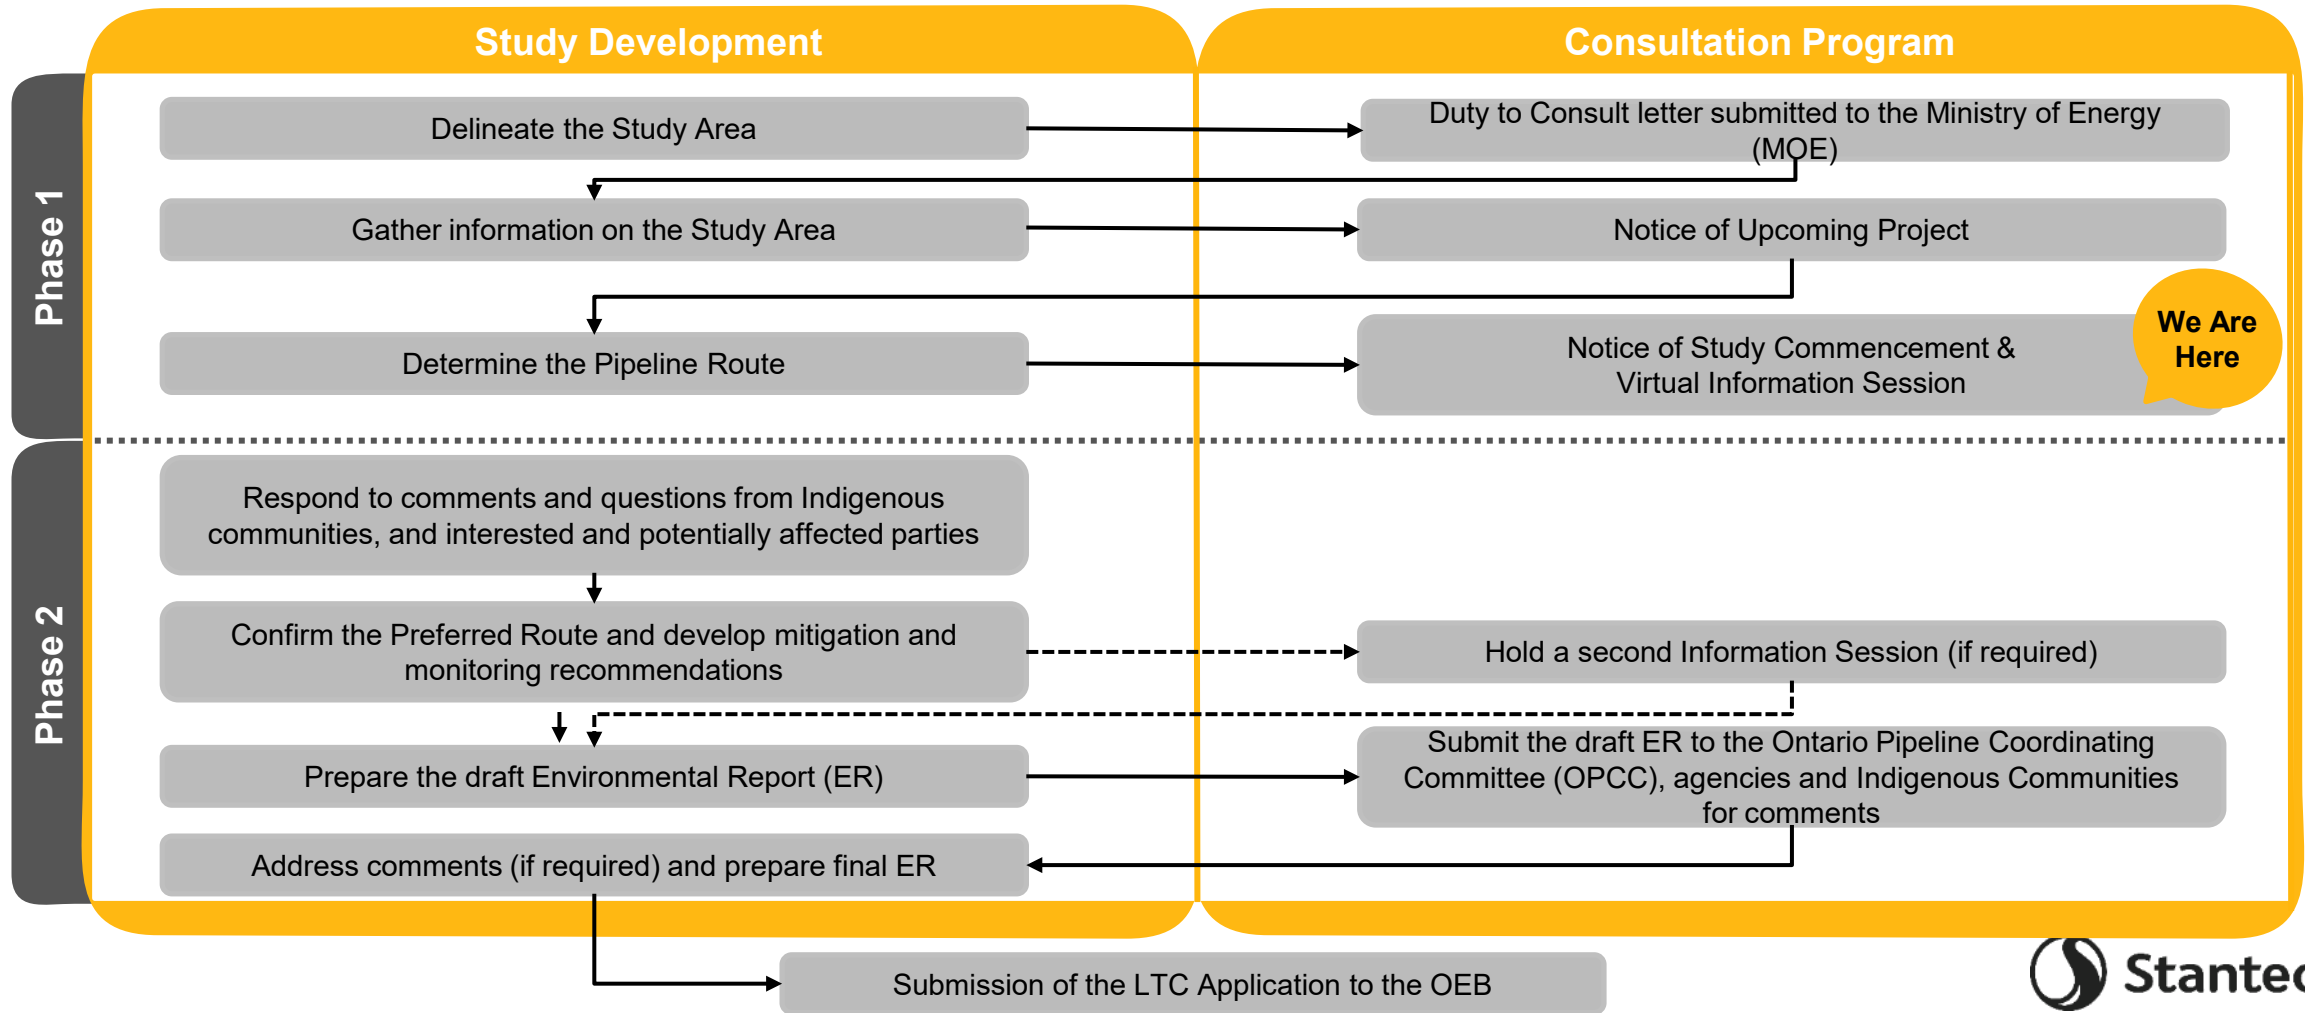 Study Development
Consultation Program
Phase 1
Delineate the Study Area
Duty to Consult letter submitted to the Ministry of Energy
(MOE)
Gather information on the Study Area
Notice of Upcoming Project
Determine the Pipeline Route
Notice of Study Commencement &
Virtual Information Session
We Are
Here
Phase 2
Respond to comments and questions from Indigenous
communities, and interested and potentially affected parties
Confirm the Preferred Route and develop mitigation and
monitoring recommendations
Hold a second Information Session (if required)
Prepare the draft Environmental Report (ER)
Submit the draft ER to the Ontario Pipeline Coordinating
Committee (OPCC), agencies and Indigenous Communities
for comments
Address comments (if required) and prepare final ER
Submission of the LTC Application to the OEB
Stantec